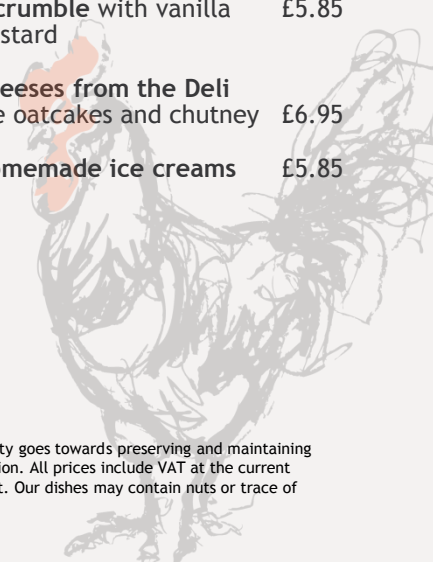 crumble with vanilla £5.85
stard
eeses from the Deli
e oatcakes and chutney £6.95
memade ice creams £5.85
ty goes towards preserving and maintaining
ion. All prices include VAT at the current
t. Our dishes may contain nuts or trace of